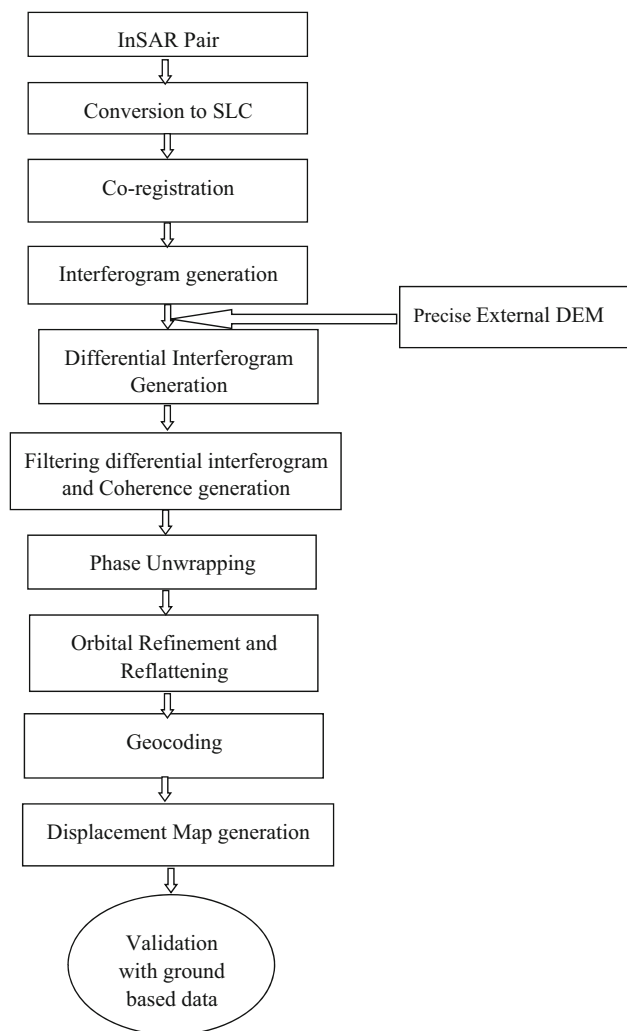 InSAR Pair
Conversion to SLC
Co-registration
Interferogram generation
Precise External DEM
Differential Interferogram
Generation
Filtering differential interferogram
and Coherence generation
Phase Unwrapping
Orbital Refinement and
Reflattening
Geocoding
Displacement Map generation
Validation
with ground
based data